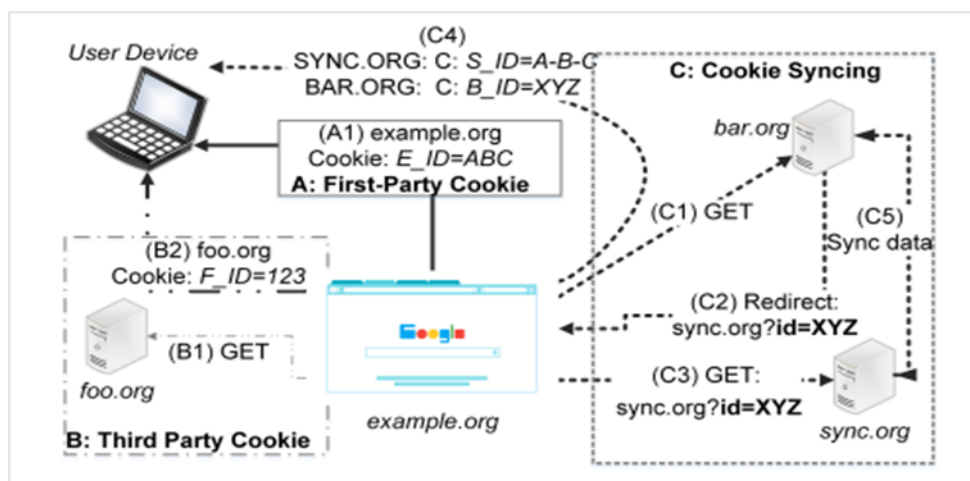 User Device
(C4)
SYNC.ORG: C: S_ID=A-B-C
BAR.ORG: C: B_ID=XYZ
(A1) example.org
Cookie: E_ID=ABC
A: First-Party Cookie
(B2) foo.org
Cookie: F_ID=123
(B1) GET
foo.org
B: Third Party Cookie
Google
example.org
C: Cookie Syncing
bar.org
(C1) GET
(C5)
Sync data
(C2) Redirect:
sync.org?id=XYZ
(C3) GET:
sync.org?id=XYZ
sync.org